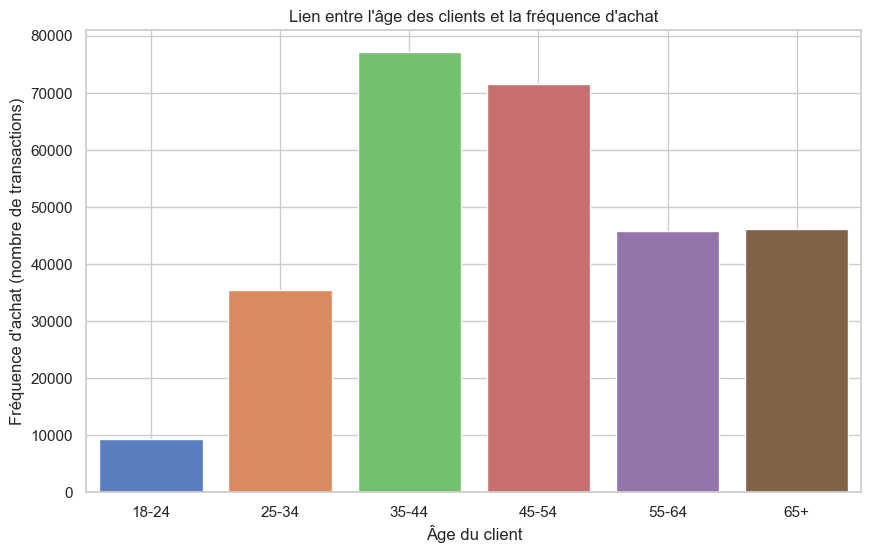 Lien entre l'âge des clients et la fréquence d'achat
Fréquence d'achat (nombre de transactions)
80000
70000
60000
50000
40000
30000
20000
10000
0
18-24 25-34 35-44 45-54 55-64 65+
Âge du client